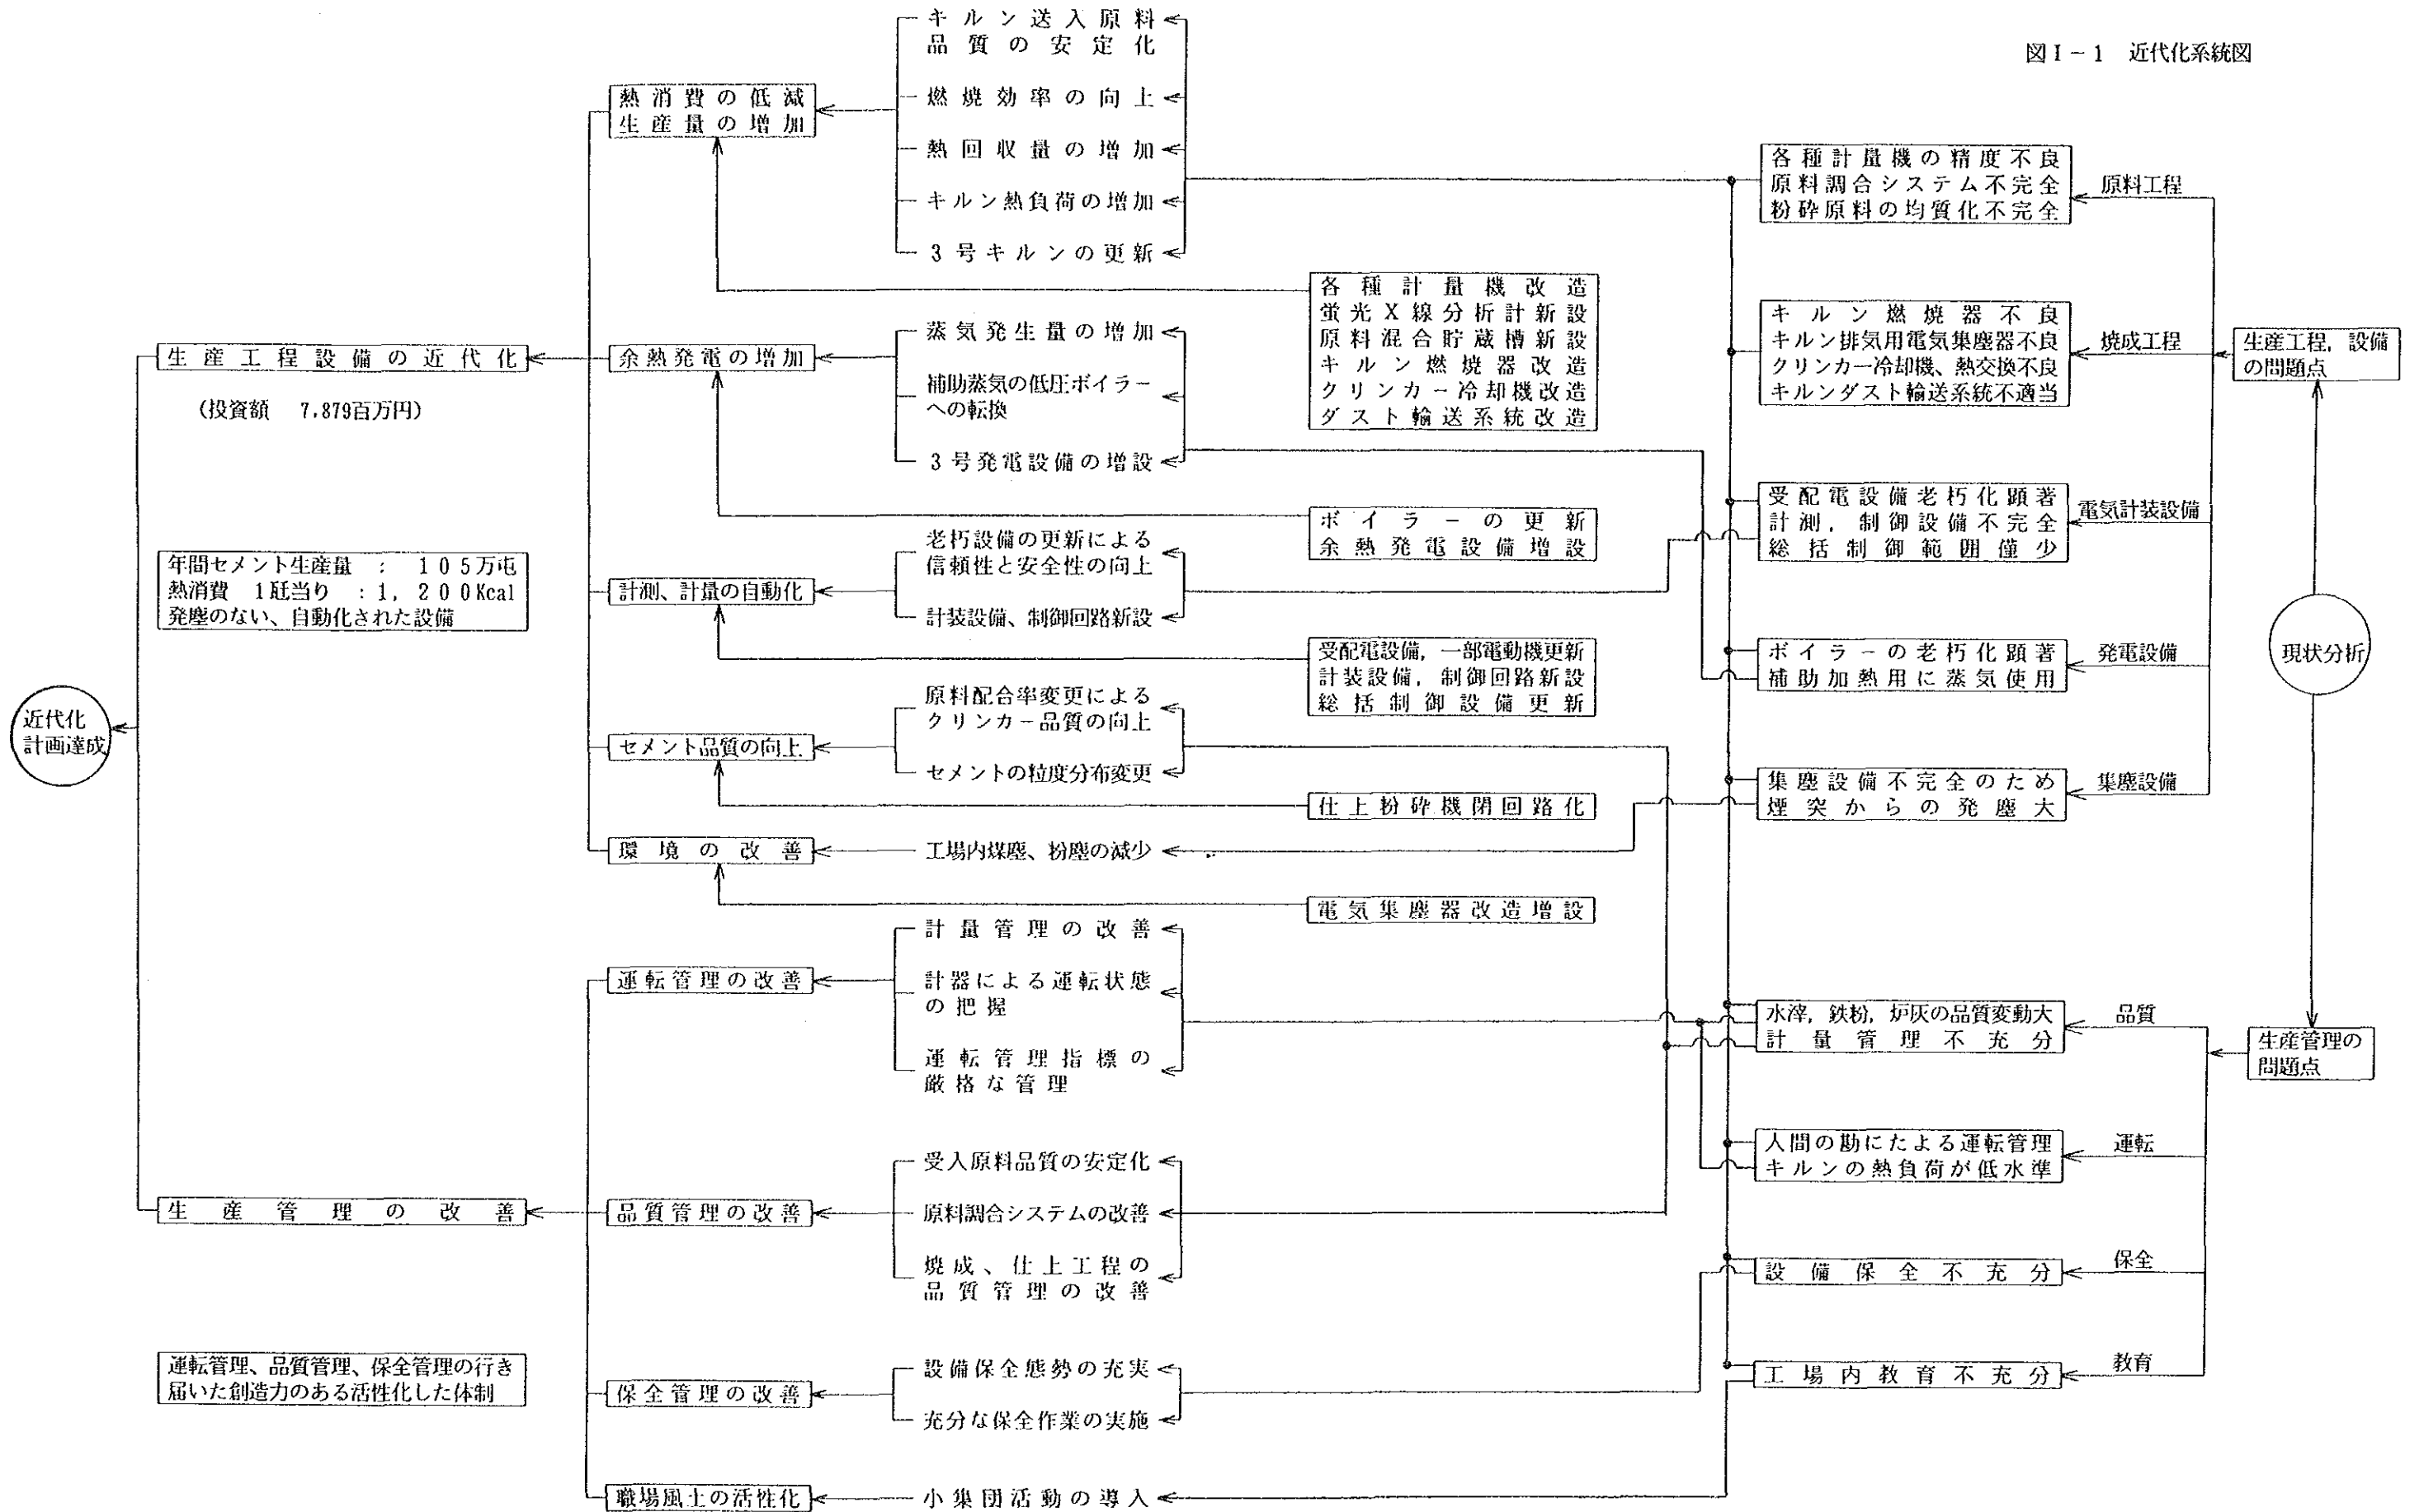 図Ｉ－１　近代化系統図
近代化
計画達成
生産工程設備の近代化
(投資額　7,879百万円)
年間セメント生産量　：　１０５万屯
熱消費　１瓩当り　：１，２００Kcal
発塵のない、自動化された設備
生産管理の改善
運転管理、品質管理、保全管理の行き
届いた創造力のある活性化した体制
熱消費の低減
生産量の増加
余熱発電の増加
計測、計量の自動化
セメント品質の向上
環境の改善
運転管理の改善
品質管理の改善
保全管理の改善
職場風土の活性化
キルン送入原料
品質の安定化
燃焼効率の向上
熱回収量の増加
キルン熱負荷の増加
３号キルンの更新
蒸気発生量の増加
補助蒸気の低圧ボイラー
への転換
３号発電設備の増設
老朽設備の更新による
信頼性と安全性の向上
計装設備、制御回路新設
原料配合率変更による
クリンカー品質の向上
セメントの粒度分布変更
工場内煤塵、粉塵の減少
計量管理の改善
計器による運転状態
の把握
運転管理指標の
厳格な管理
受入原料品質の安定化
原料調合システムの改善
焼成、仕上工程の
品質管理の改善
設備保全態勢の充実
充分な保全作業の実施
小集団活動の導入
各種計量機改造
蛍光Ｘ線分析計新設
原料混合貯蔵槽新設
キルン燃焼器改造
クリンカー冷却機改造
ダスト輸送系統改造
ボイラーの更新
余熱発電設備増設
受配電設備，一部電動機更新
計装設備，制御回路新設
総括制御設備更新
仕上粉砕機閉回路化
電気集塵器改造増設
各種計量機の精度不良
原料調合システム不完全
粉砕原料の均質化不完全
キルン燃焼器不良
キルン排気用電気集塵器不良
クリンカー冷却機、熱交換不良
キルンダスト輸送系統不適当
受配電設備老朽化顕著
計測，制御設備不完全
総括制御範囲僅少
ボイラーの老朽化顕著
補助加熱用に蒸気使用
集塵設備不完全のため
煙突からの発塵大
水滓，鉄粉，炉灰の品質変動大
計量管理不充分
人間の勘にたよる運転管理
キルンの熱負荷が低水準
設備保全不充分
工場内教育不充分
原料工程
焼成工程
電気計装設備
発電設備
集塵設備
品質
運転
保全
教育
生産工程，設備
の問題点
現状分析
生産管理の
問題点